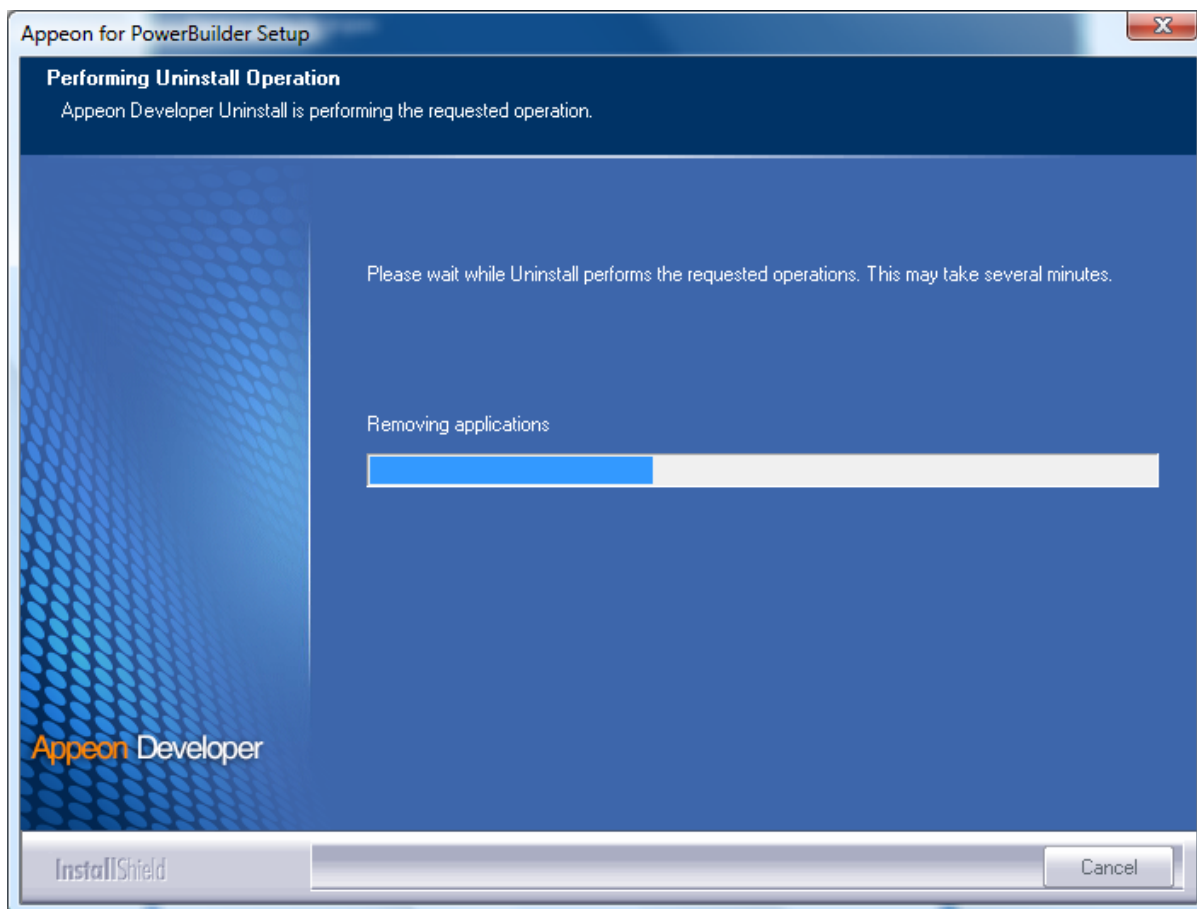 Appeon for PowerBuilder Setup
Performing Uninstall Operation
Appeon Developer Uninstall is performing the requested operation.
Please wait while Uninstall performs the requested operations. This may take several minutes.
Removing applications
Appeon Developer
InstallShield
Cancel